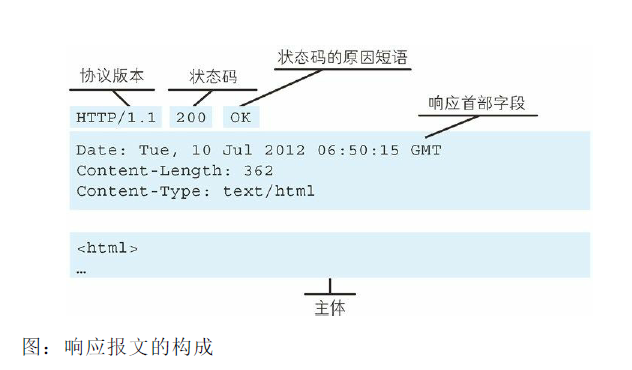 状态码的原因短语
协议版本
状态码
响应首部字段
HTTP/1.1 200 OK
Date: Tue, 10 Jul 2012 06:50:15 GMT
Content-Length: 362
Content-Type: text/html
<html>
…
主体
图：响应报文的构成